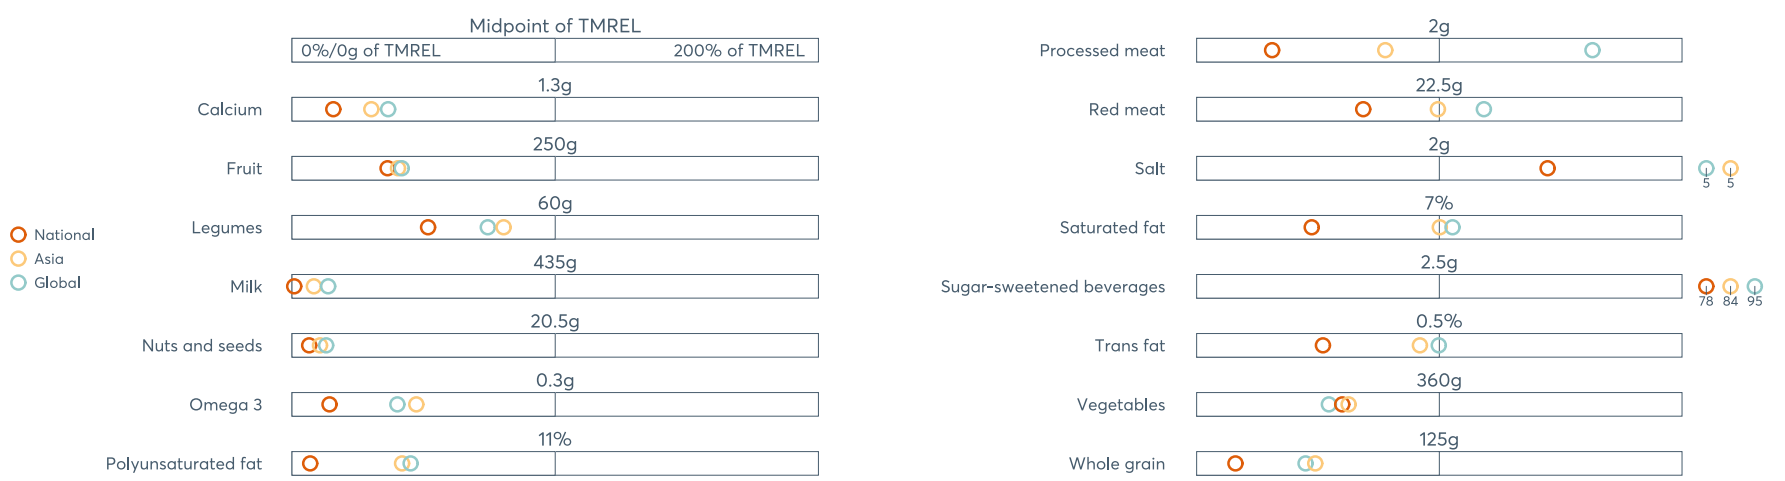 Midpoint of TMREL
0%/0g of TMREL 200% of TMREL
1.3g
Calcium
250g
Fruit
60g
Legumes
National
Asia
Global
435g
Milk
20.5g
Nuts and seeds
0.3g
Omega 3
11%
Polyunsaturated fat
2g
Processed meat
22.5g
Red meat
2g
Salt
5 5
7%
Saturated fat
2.5g
Sugar-sweetened beverages
78 84 95
0.5%
Trans fat
360g
Vegetables
125g
Whole grain